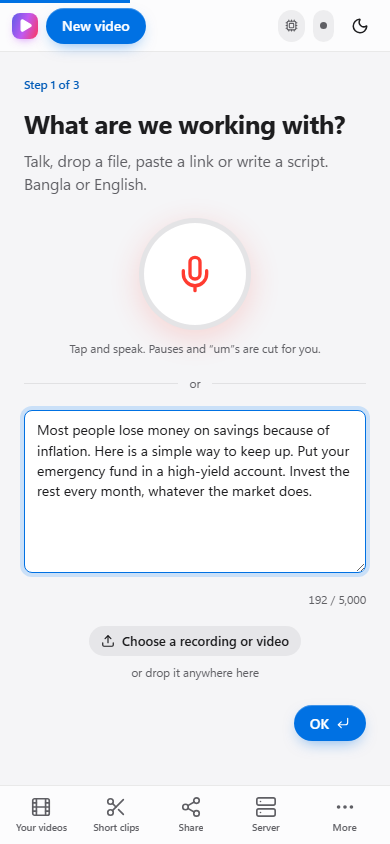 New video
Step 1 of 3
What are we working with?
Talk, drop a file, paste a link or write a script.
Bangla or English.
Tap and speak. Pauses and "um"s are cut for you.
or
Most people lose money on savings because of
inflation. Here is a simple way to keep up. Put your
emergency fund in a high-yield account. Invest the
rest every month, whatever the market does.
192 / 5,000
Choose a recording or video
or drop it anywhere here
OK
Your videos
Short clips
Share
Server
More